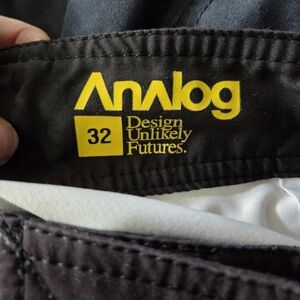 Analog
32
Design
Unlikely
Futures.